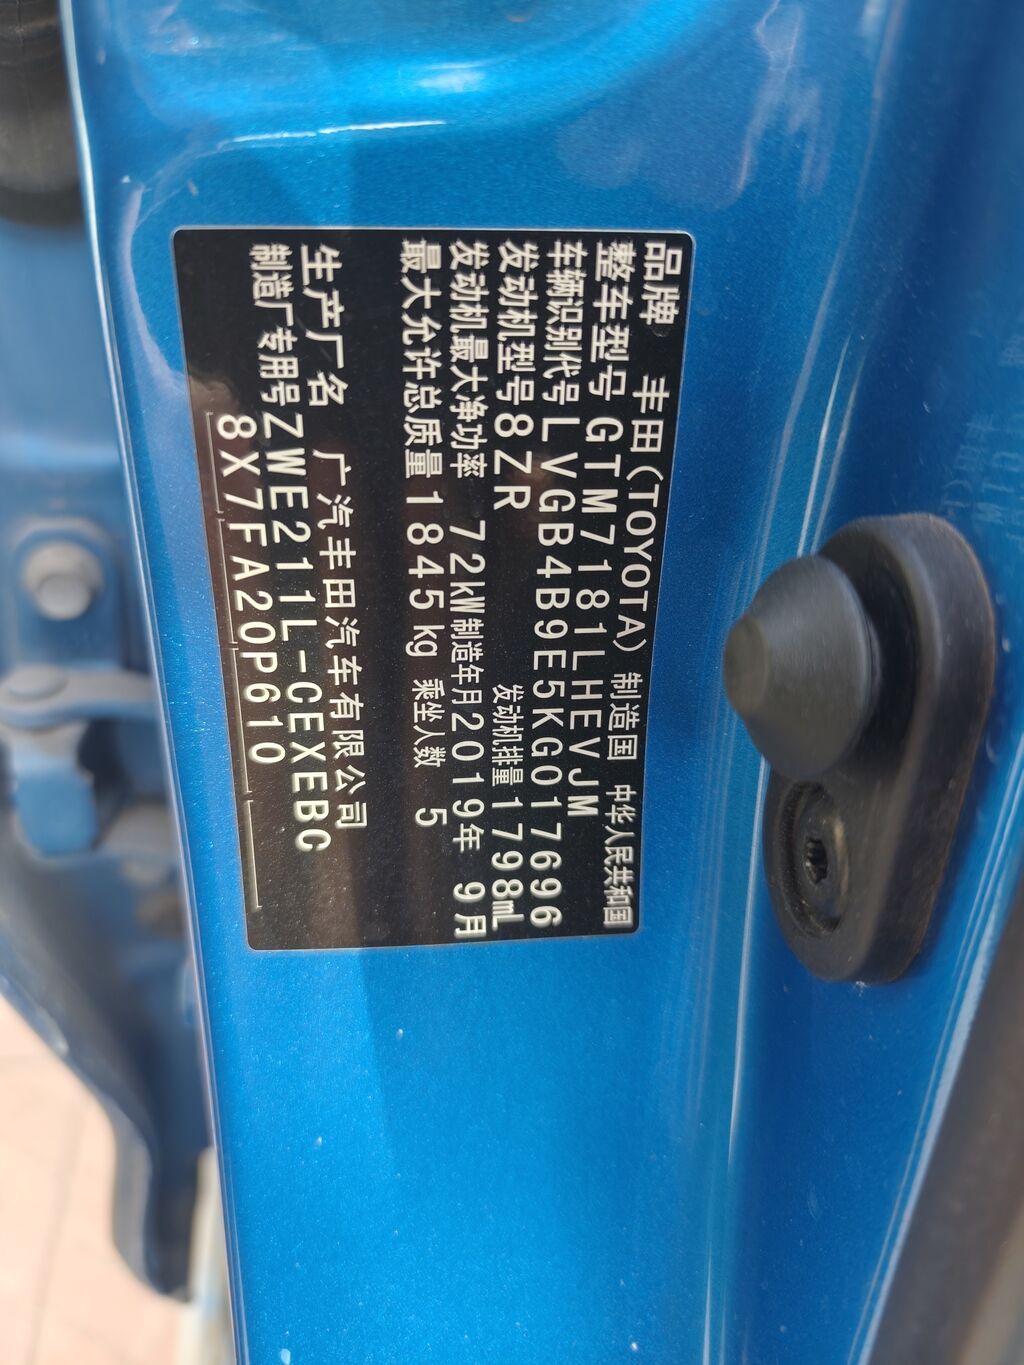 品牌 丰田(TOYOTA) 制造国 中华人民共和国
整车型号 GTM7181LHEVJM
车辆识别代号 LVGB4B9E5KG017696
发动机型号 8ZR 发动机排量 1798mL
发动机最大净功率 72kW 制造年月 2019年 9月
最大允许总质量 1845kg 乘坐人数 5
生产厂名 广汽丰田汽车有限公司
制造厂专用号 ZWE211L-CEXEBC
8X7FA20P610